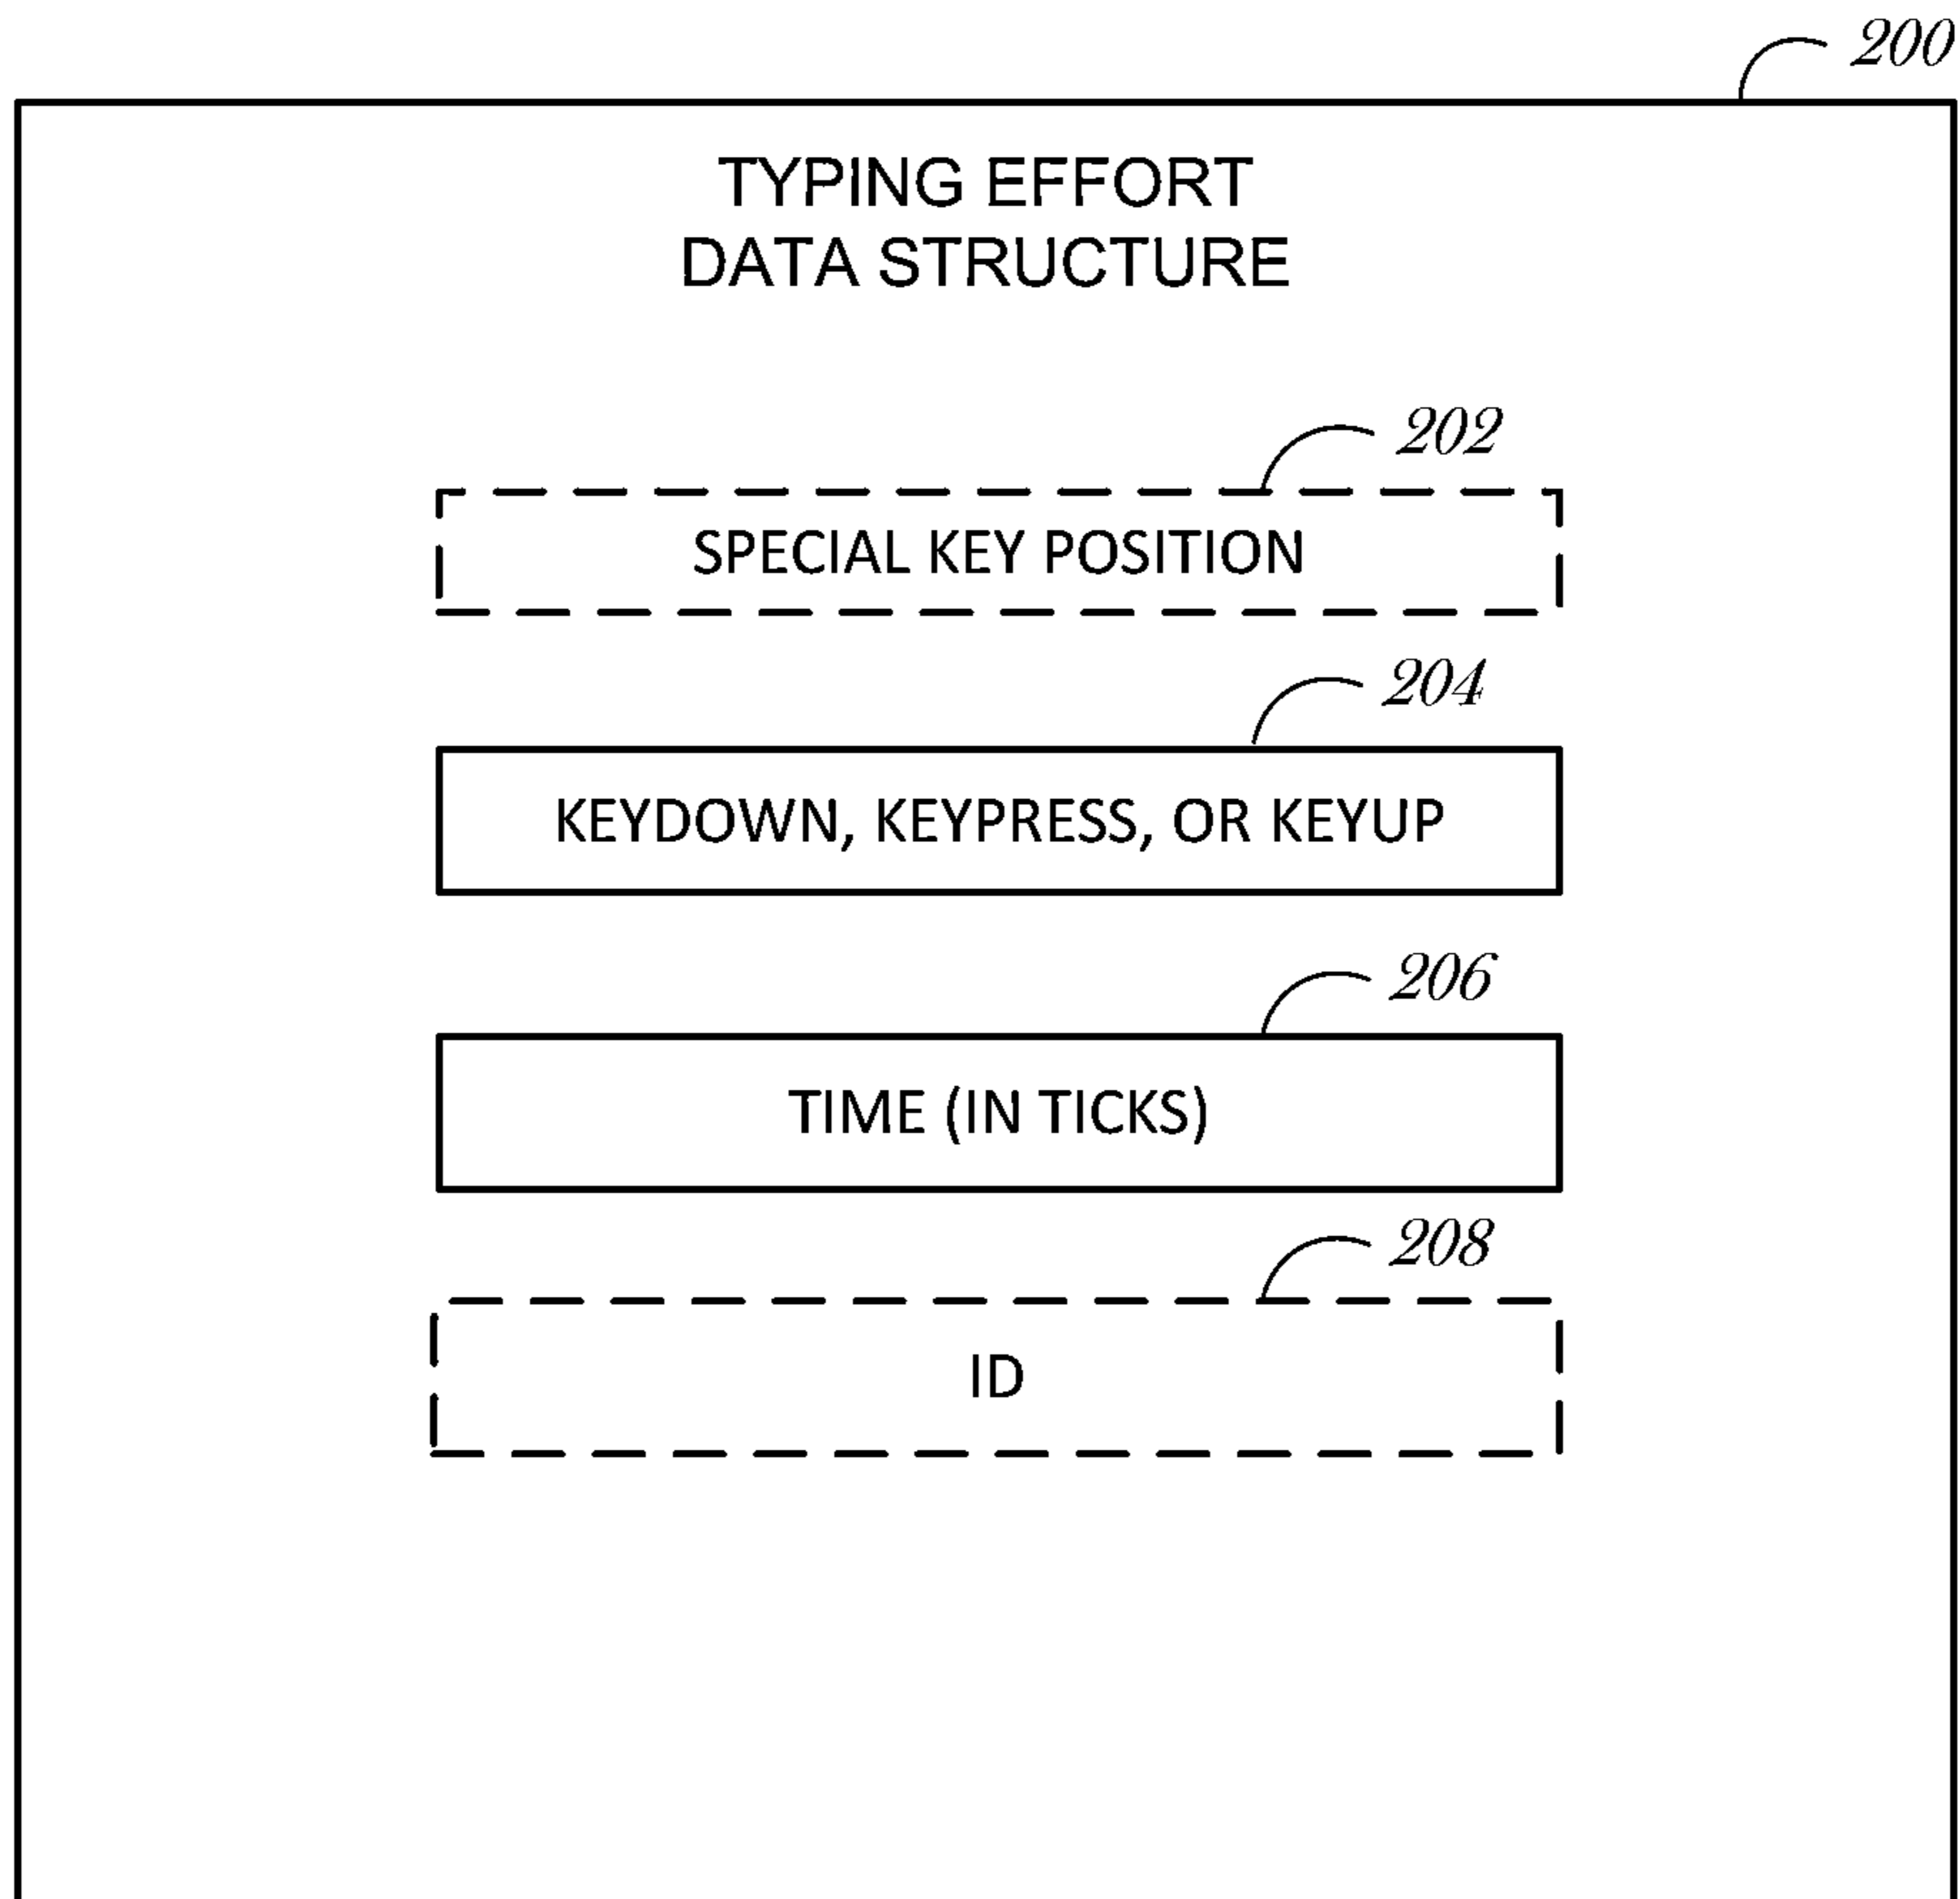 200
TYPING EFFORT
DATA STRUCTURE
202
SPECIAL KEY POSITION
204
KEYDOWN, KEYPRESS, OR KEYUP
206
TIME (IN TICKS)
208
ID